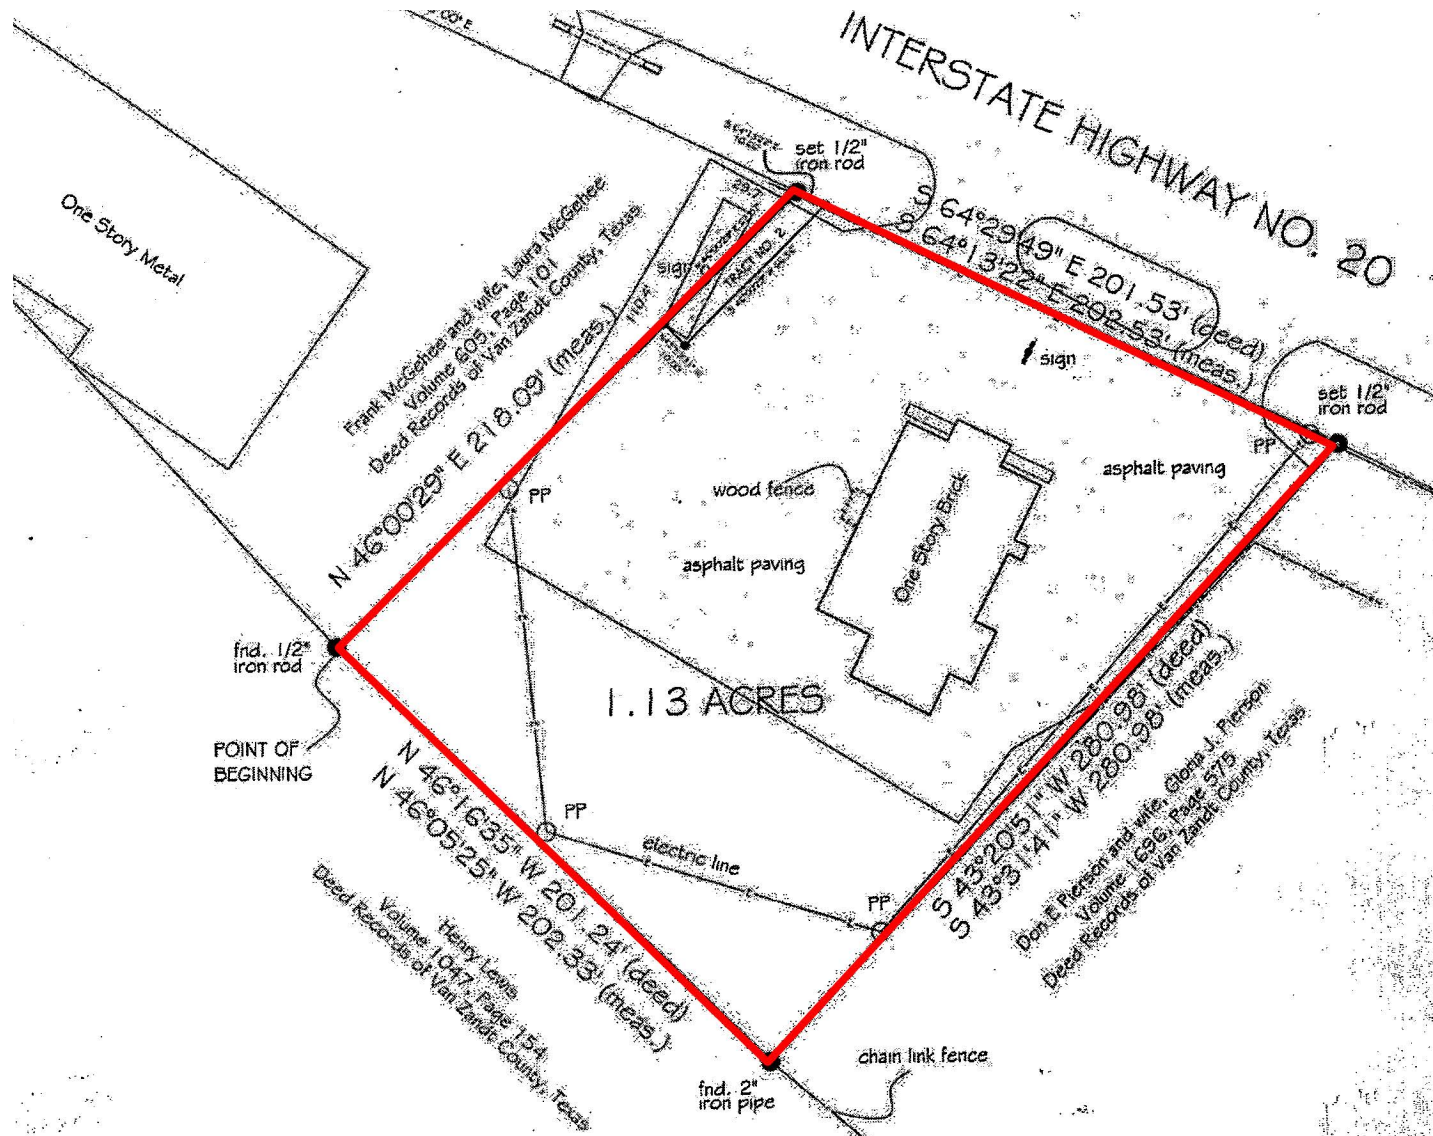 INTERSTATE HIGHWAY NO. 20
00" E
set 1/2"
iron rod
S 64°29'49" E 201.53' (deed)
S 64°13'22" E 202.53' (meas.)
One Story Metal
Frank McGehee and wife, Laura McGehee
Volume 605, Page 101
Deed Records of Van Zandt County, Texas
sign
TRACT NO. 2
sign
set 1/2"
iron rod
PP
N 46°00'29" E 218.09' (meas.)
PP
wood fence
asphalt paving
asphalt paving
One Story Brick
fnd. 1/2"
iron rod
POINT OF
BEGINNING
1.13 ACRES
N 46°16'35" W 201.24' (deed)
N 46°05'25" W 202.33' (meas.)
PP
electric line
PP
S 43°20'51" W 280.98' (deed)
S 43°31'41" W 280.98' (meas.)
Don E Pierson and wife, Gloria J. Pierson
Volume 1696, Page 575
Deed Records of Van Zandt County, Texas
Henry Lewis
Volume 1047, Page 154
Deed Records of Van Zandt County, Texas
chain link fence
fnd. 2"
iron pipe